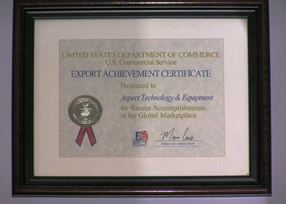 UNITED STATES DEPARTMENT OF COMMERCE
U.S. Commercial Service
EXPORT ACHIEVEMENT CERTIFICATE
Presented to
Aspect Technology & Equipment
for Recent Accomplishments
in the Global Marketplace